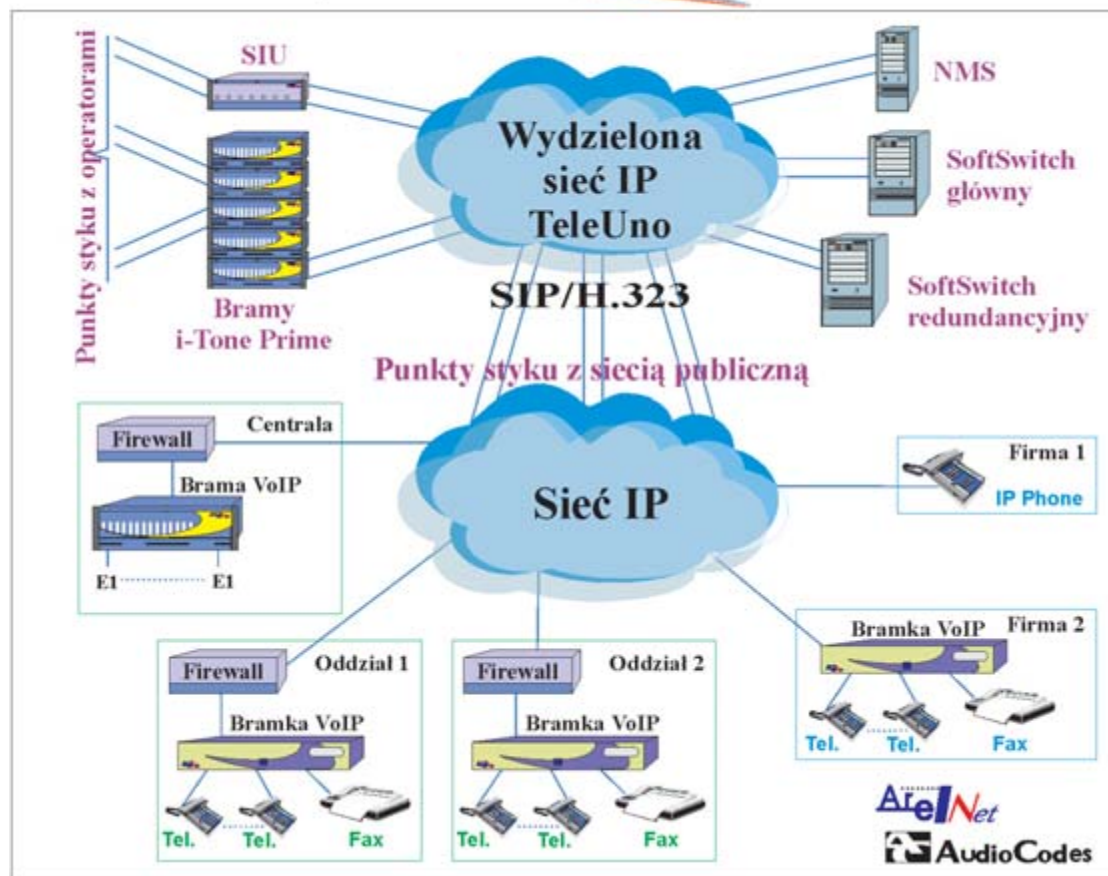 Punkty styku z operatorami
SIU
NMS
Wydzielona
sieć IP
TeleUno
SoftSwitch
główny
SoftSwitch
redundancyjny
Bramy
i-Tone Prime
SIP/H.323
Punkty styku z siecią publiczną
Centrala
Firewall
Brama VoIP
E1 E1
Sieć IP
Firma 1
IP Phone
Oddział 1
Firewall
Bramka VoIP
Tel. Tel. Fax
Oddział 2
Firewall
Bramka VoIP
Tel. Tel. Fax
Bramka VoIP Firma 2
Tel. Tel. Fax
ArelNet
AudioCodes